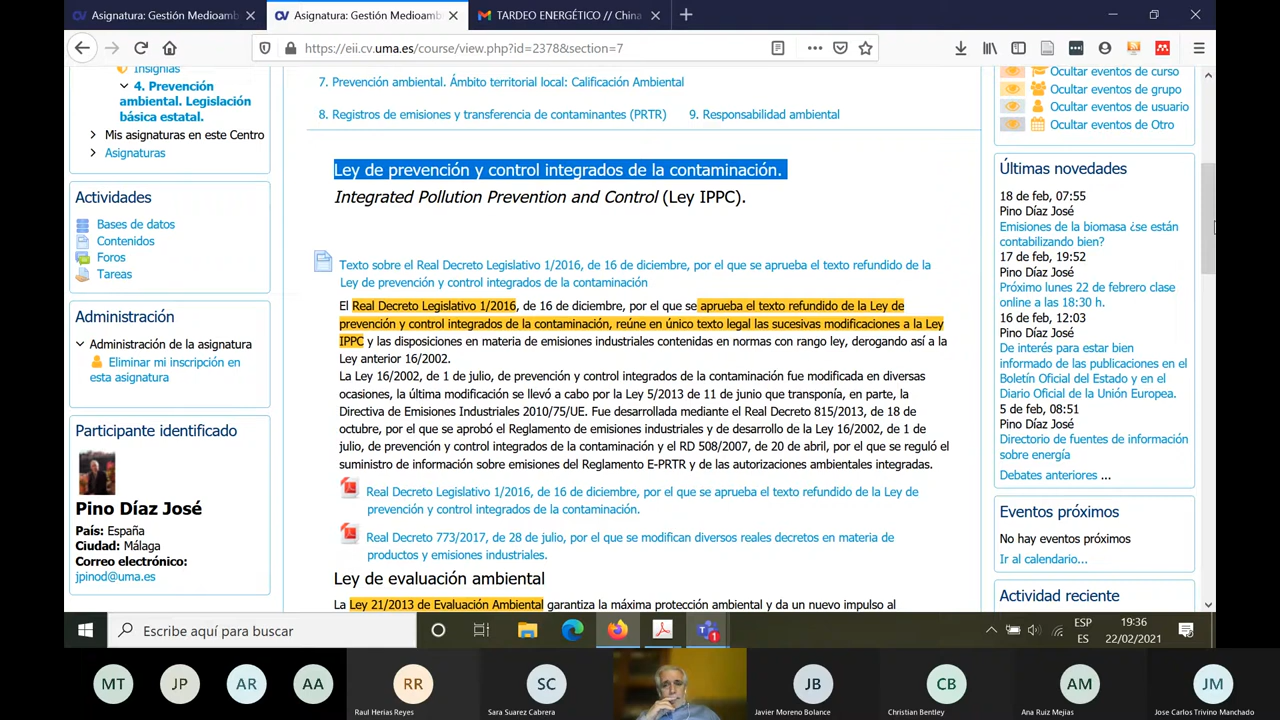 Asignatura: Gestión Medioamb
Asignatura: Gestión Medioamb
TARDEO ENERGÉTICO // China
https://eii.cv.uma.es/course/view.php?id=2378&section=7
Insignias
4. Prevención
ambiental. Legislación
básica estatal.
Mis asignaturas en este Centro
Asignaturas
Actividades
Bases de datos
Contenidos
Foros
Tareas
Administración
Administración de la asignatura
Eliminar mi inscripción en
esta asignatura
Participante identificado
Pino Díaz José
País: España
Ciudad: Málaga
Correo electrónico:
jpinod@uma.es
7. Prevención ambiental. Ámbito territorial local: Calificación Ambiental
8. Registros de emisiones y transferencia de contaminantes (PRTR) 9. Responsabilidad ambiental
Ley de prevención y control integrados de la contaminación.
Integrated Pollution Prevention and Control (Ley IPPC).
Texto sobre el Real Decreto Legislativo 1/2016, de 16 de diciembre, por el que se aprueba el texto refundido de la
Ley de prevención y control integrados de la contaminación
El Real Decreto Legislativo 1/2016, de 16 de diciembre, por el que se aprueba el texto refundido de la Ley de
prevención y control integrados de la contaminación, reúne en único texto legal las sucesivas modificaciones a la Ley
IPPC y las disposiciones en materia de emisiones industriales contenidas en normas con rango ley, derogando así a la
Ley anterior 16/2002.
La Ley 16/2002, de 1 de julio, de prevención y control integrados de la contaminación fue modificada en diversas
ocasiones, la última modificación se llevó a cabo por la Ley 5/2013 de 11 de junio que transponía, en parte, la
Directiva de Emisiones Industriales 2010/75/UE. Fue desarrollada mediante el Real Decreto 815/2013, de 18 de
octubre, por el que se aprobó el Reglamento de emisiones industriales y de desarrollo de la Ley 16/2002, de 1 de
julio, de prevención y control integrados de la contaminación y el RD 508/2007, de 20 de abril, por el que se reguló el
suministro de información sobre emisiones del Reglamento E-PRTR y de las autorizaciones ambientales integradas.
Real Decreto Legislativo 1/2016, de 16 de diciembre, por el que se aprueba el texto refundido de la Ley de
prevención y control integrados de la contaminación.
Real Decreto 773/2017, de 28 de julio, por el que se modifican diversos reales decretos en materia de
productos y emisiones industriales.
Ley de evaluación ambiental
La Ley 21/2013 de Evaluación Ambiental garantiza la máxima protección ambiental y da un nuevo impulso al
Ocultar eventos de curso
Ocultar eventos de grupo
Ocultar eventos de usuario
Ocultar eventos de Otro
Últimas novedades
18 de feb, 07:55
Pino Díaz José
Emisiones de la biomasa ¿se están
contabilizando bien?
17 de feb, 19:52
Pino Díaz José
Próximo lunes 22 de febrero clase
online a las 18:30 h.
16 de feb, 12:03
Pino Díaz José
De interés para estar bien
informado de las publicaciones en el
Boletín Oficial del Estado y en el
Diario Oficial de la Unión Europea.
5 de feb, 08:51
Pino Díaz José
Directorio de fuentes de información
sobre energía
Debates anteriores ...
Eventos próximos
No hay eventos próximos
Ir al calendario...
Actividad reciente
Escribe aquí para buscar
1
ESP
ES
19:36
22/02/2021
MT
JP
AR
AA
RR
SC
JB
CB
AM
JM
Raul Herias Reyes
Sara Suarez Cabrera
Javier Moreno Bolance
Christian Bentley
Ana Ruiz Mejias
Jose Carlos Trivino Manchado